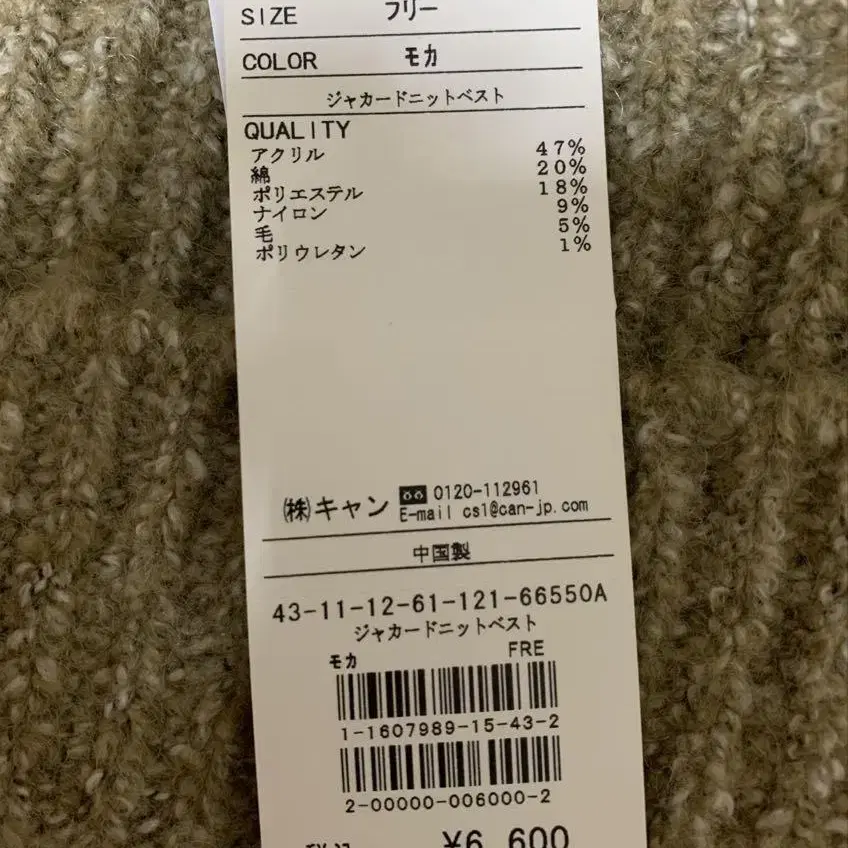 SIZE フリー
COLOR モカ
ジャカードニットベスト
QUALITY
アクリル 47%
綿 20%
ポリエステル 18%
ナイロン 9%
毛 5%
ポリウレタン 1%
㈱キャン 0120-112961
E-mail cs1@can-jp.com
中国製
43-11-12-61-121-66550A
ジャカードニットベスト
モカ FRE
1-1607989-15-43-2
2-00000-006000-2
¥6,600